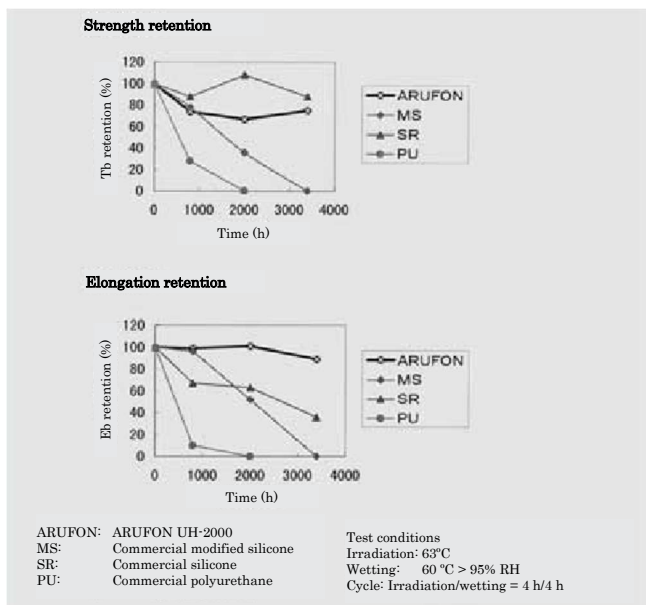 Strength retention
Tb retention (%)
120
100
80
60
40
20
0
0 1000 2000 3000 4000
Time (h)
ARUFON
MS
SR
PU
Elongation retention
Eb retention (%)
120
100
80
60
40
20
0
0 1000 2000 3000 4000
Time (h)
ARUFON
MS
SR
PU
ARUFON: ARUFON UH-2000
MS: Commercial modified silicone
SR: Commercial silicone
PU: Commercial polyurethane
Test conditions
Irradiation: 63°C
Wetting: 60 °C > 95% RH
Cycle: Irradiation/wetting = 4 h/4 h